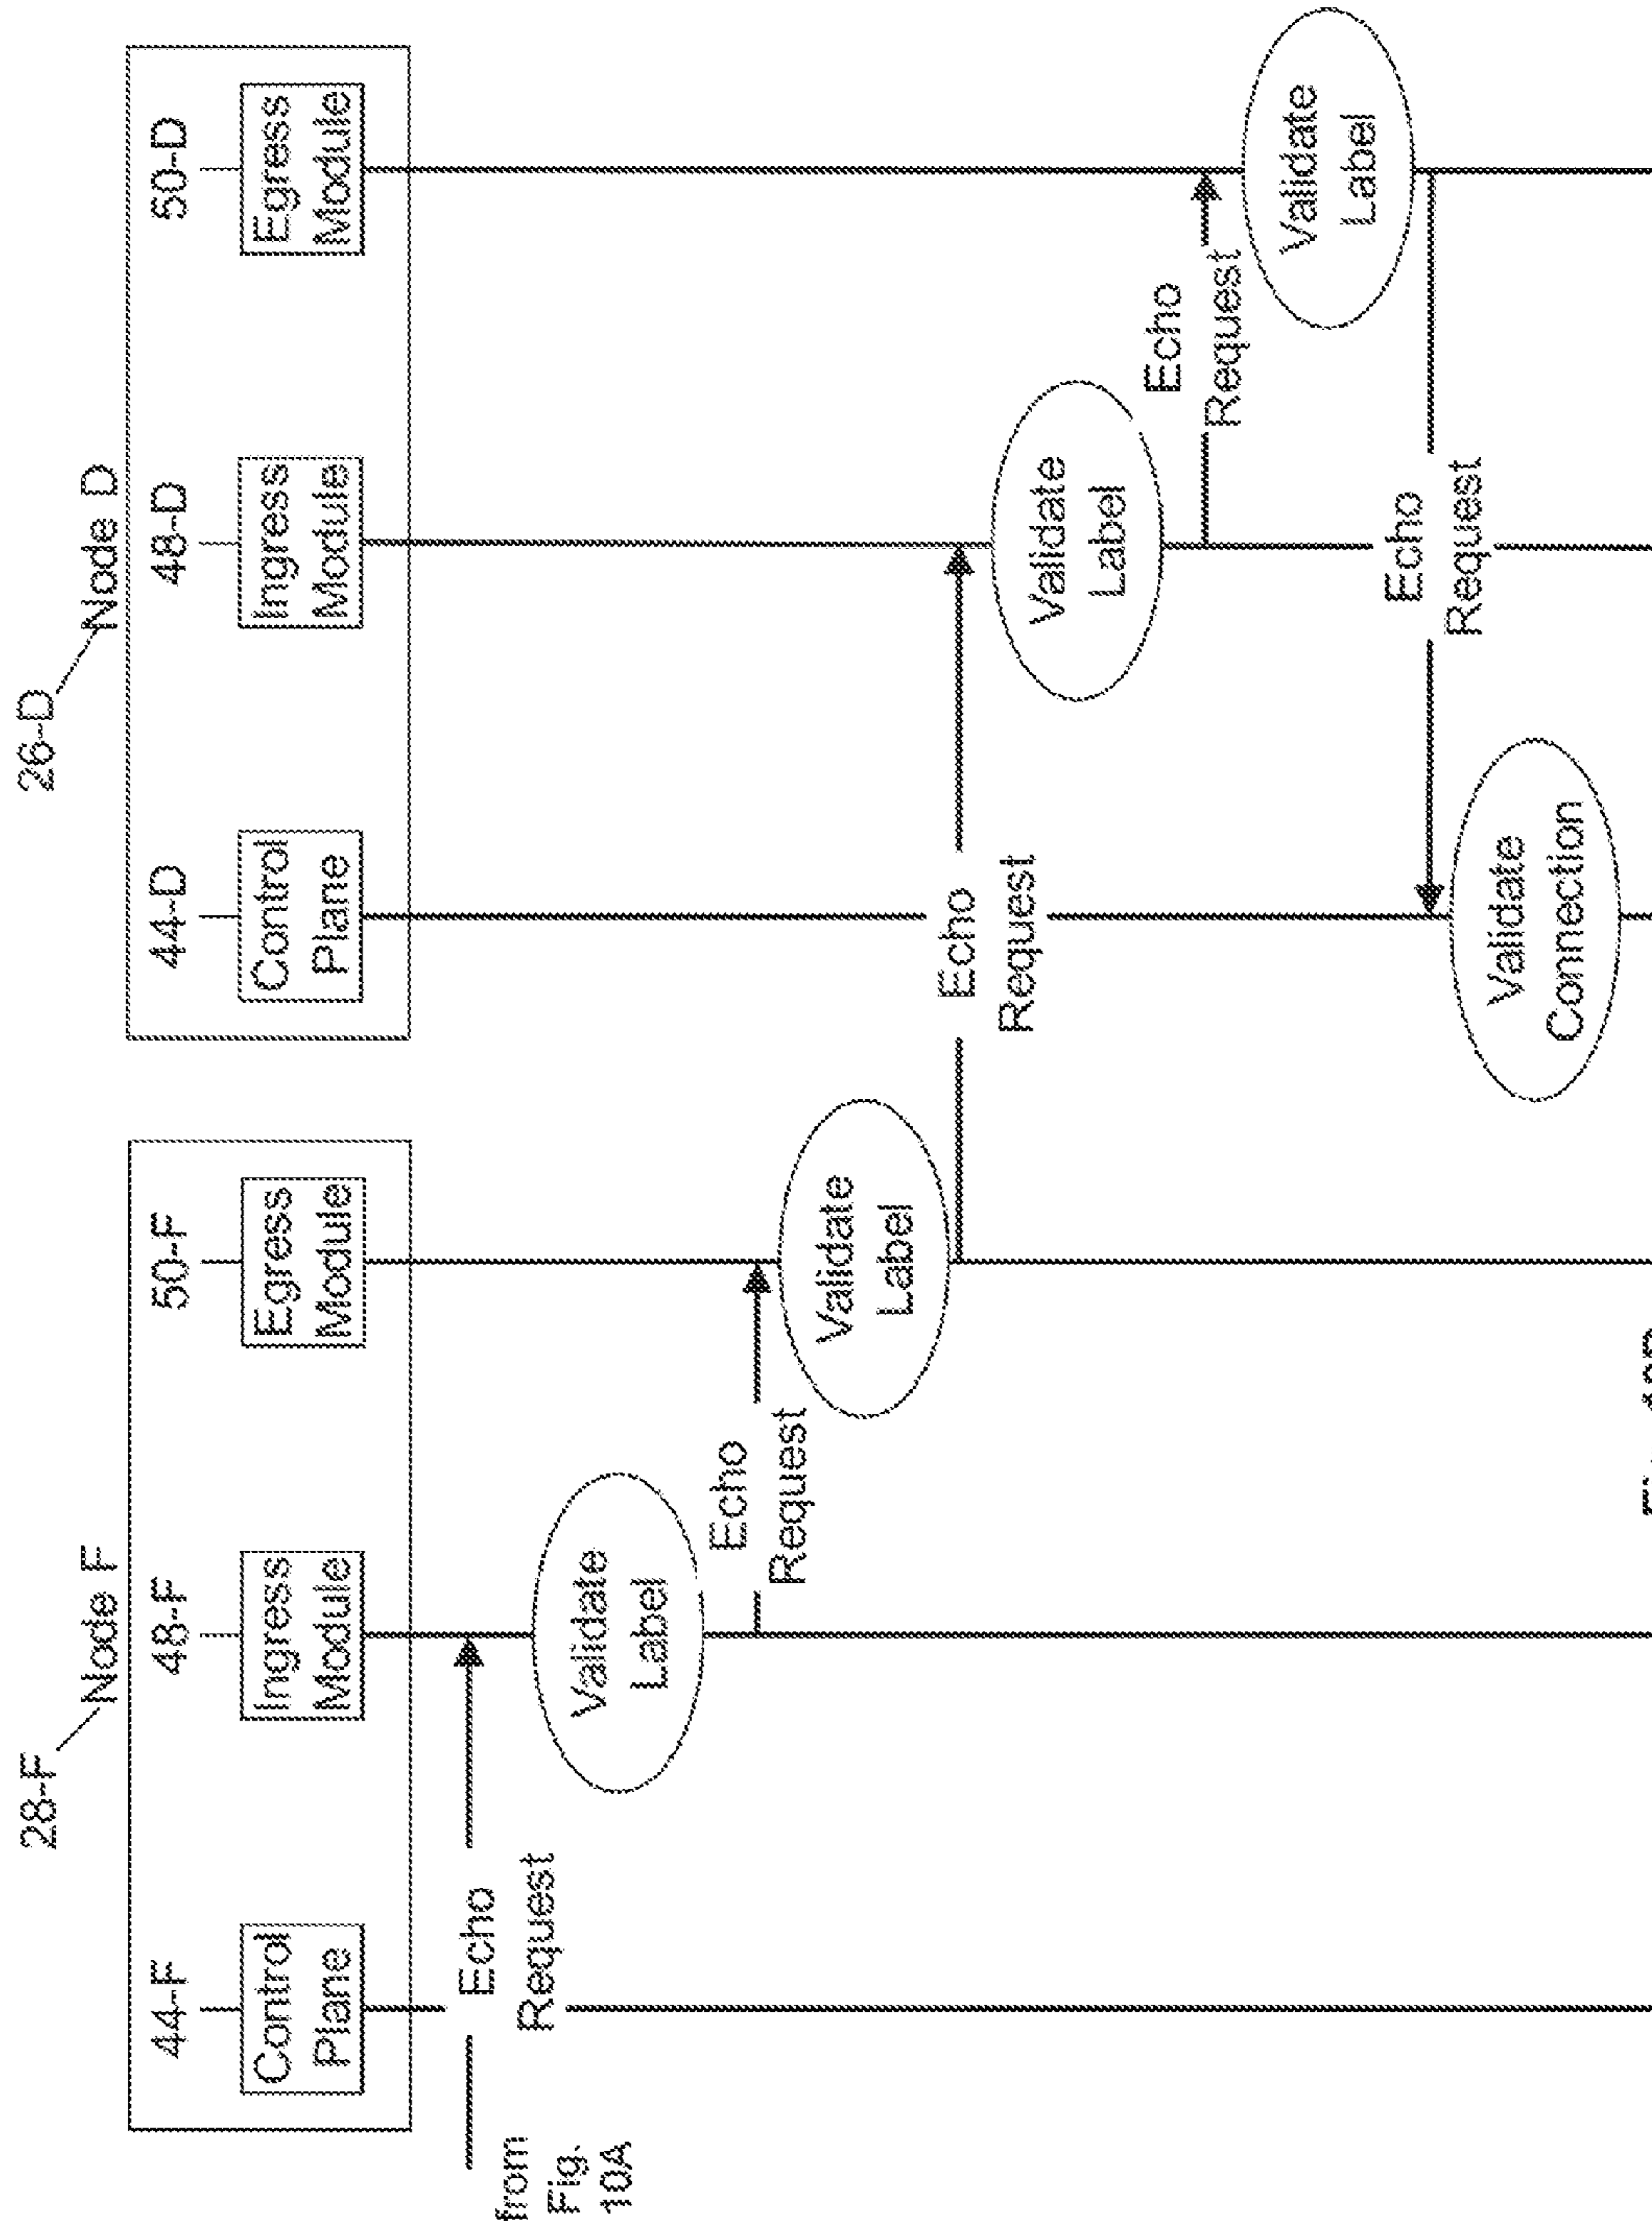 28-F
Node F
44-F
48-F
50-F
Control
Plane
Ingress
Module
Egress
Module
26-D
Node D
44-D
48-D
50-D
Control
Plane
Ingress
Module
Egress
Module
from
Fig.
10A
Echo
Request
Validate
Label
Echo
Request
Validate
Label
Echo
Request
Validate
Label
Echo
Request
Validate
Label
Echo
Request
Validate
Connection